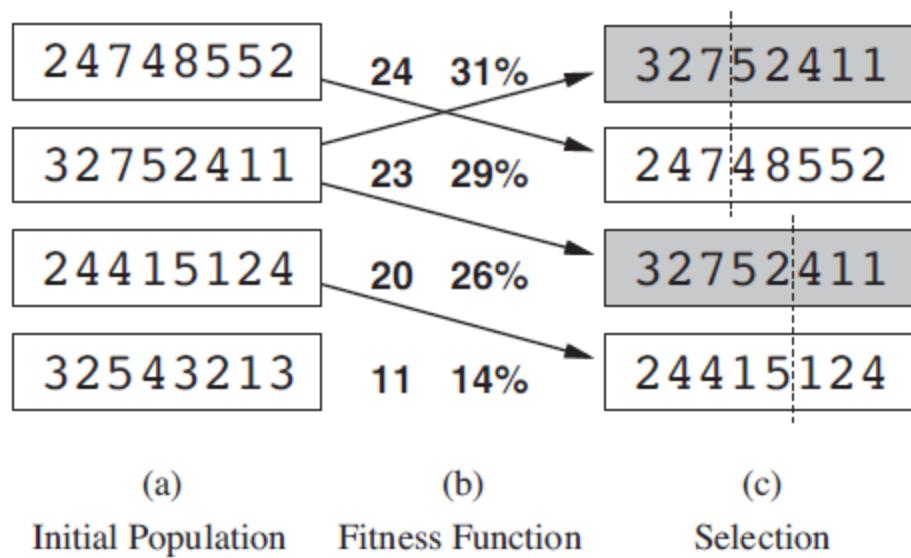 24748552 24 31% 32752411
32752411 23 29% 24748552
24415124 20 26% 32752411
32543213 11 14% 24415124
(a) (b) (c)
Initial Population Fitness Function Selection